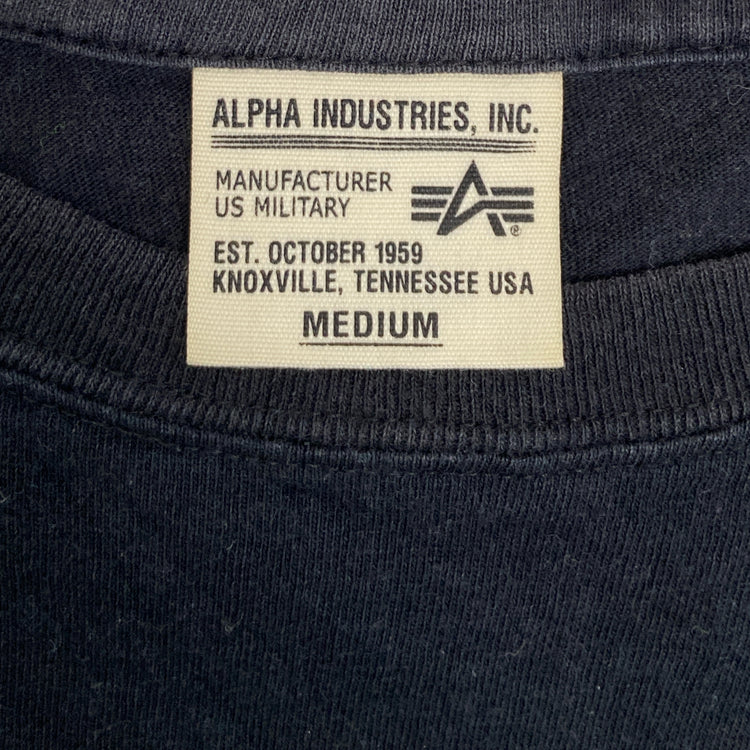 ALPHA INDUSTRIES, INC.
MANUFACTURER
US MILITARY
®
EST. OCTOBER 1959
KNOXVILLE, TENNESSEE USA
MEDIUM